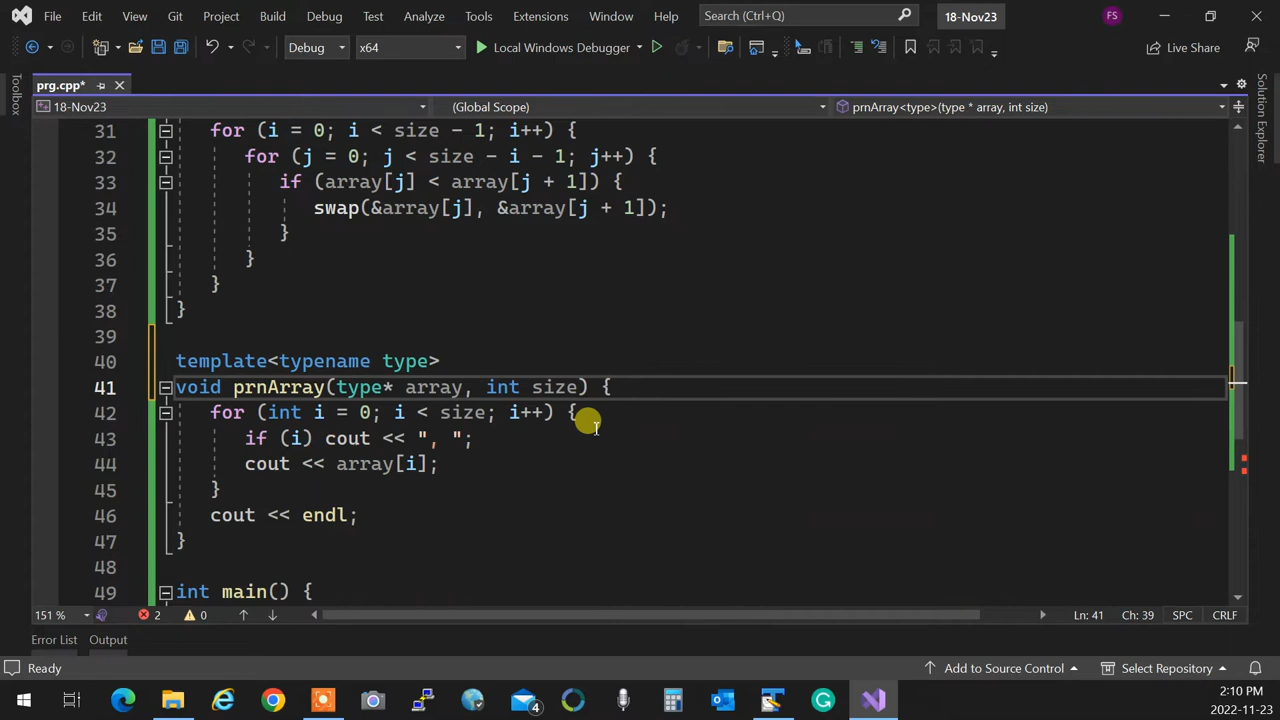 File Edit View Git Project Build Debug Test Analyze Tools Extensions Window Help Search (Ctrl+Q) 18-Nov23 FS
Debug x64 Local Windows Debugger Live Share
prg.cpp*
18-Nov23 (Global Scope) prnArray<type>(type * array, int size)
Toolbox
Solution Explorer
31 for (i = 0; i < size - 1; i++) {
32 for (j = 0; j < size - i - 1; j++) {
33 if (array[j] < array[j + 1]) {
34 swap(&array[j], &array[j + 1]);
35 }
36 }
37 }
38 }
39
40 template<typename type>
41 void prnArray(type* array, int size) {
42 for (int i = 0; i < size; i++) {
43 if (i) cout << ", ";
44 cout << array[i];
45 }
46 cout << endl;
47 }
48
49 int main() {
151 % 2 0 Ln: 41 Ch: 39 SPC CRLF
Error List Output
Ready Add to Source Control Select Repository
4
2:10 PM
2022-11-23